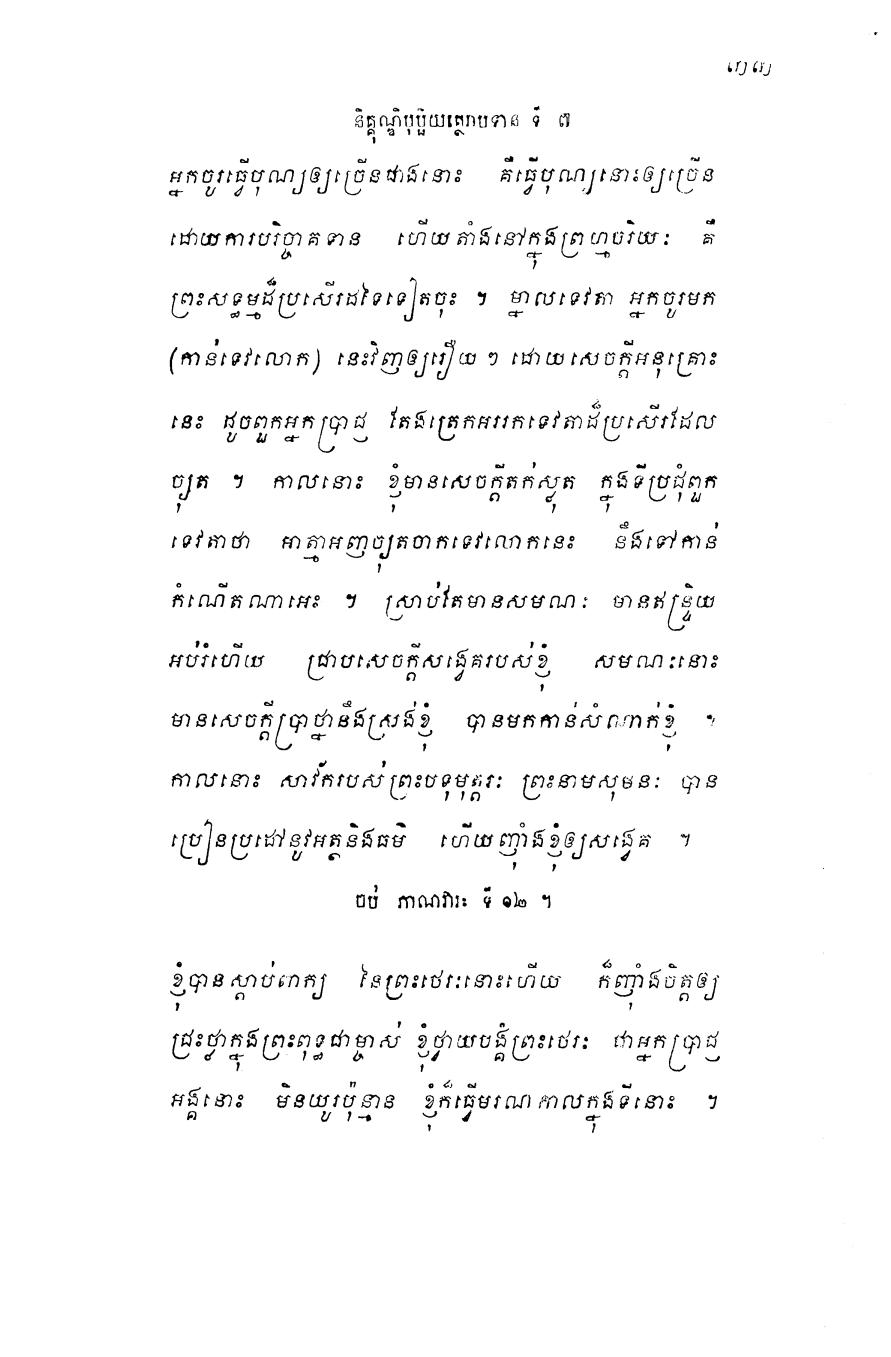 ៧៧
និគ្គុណ្ឌិបុប្ផិយត្ថេរាបទាន ទី ៧
អ្នកចូរធ្វើបុណ្យឲ្យច្រើនជាងនោះ គឺធ្វើបុណ្យនោះឲ្យច្រើន
ដោយការបរិច្ចាគទាន ហើយតាំងនៅក្នុងព្រហ្មចរិយៈ គឺ
ព្រះសទ្ធម្មដ៏ប្រសើរដទៃទៀតចុះ ។ ម្នាលទេវតា អ្នកចូរមក
(កាន់ទេវលោក) នេះវិញឲ្យរឿយ ៗ ដោយសេចក្តីអនុគ្រោះ
នេះ ដូចពួកអ្នកប្រាជ្ញ តែងត្រេកអររកទេវតាដ៏ប្រសើរដែល
ច្យុត ។ កាលនោះ ខ្ញុំមានសេចក្តីតក់ស្លុត ក្នុងទីប្រជុំពួក
ទេវតាថា អាត្មាអញច្យុតចាកទេវលោកនេះ នឹងទៅកាន់
កំណើតណាអេះ ។ ស្រាប់តែមានសមណៈ មានឥន្ទ្រិយ
អប់រំហើយ ជ្រាបសេចក្តីសង្វេគរបស់ខ្ញុំ សមណៈនោះ
មានសេចក្តីប្រាថ្នានឹងស្រង់ខ្ញុំ បានមកកាន់សំណាក់ខ្ញុំ ។
កាលនោះ សាវ័ករបស់ព្រះបទុមុត្តរៈ ព្រះនាមសុមនៈ បាន
ប្រៀនប្រដៅនូវអត្ថនិងធម៌ ហើយញ៉ាំងខ្ញុំឲ្យសង្វេគ ។
ចប់ ភាណវារៈ ទី ១២ ។
ខ្ញុំបានស្តាប់ពាក្យ នៃព្រះថេរៈនោះហើយ ក៏ញ៉ាំងចិត្តឲ្យ
ជ្រះថ្លាក្នុងព្រះពុទ្ធជាម្ចាស់ ខ្ញុំថ្វាយបង្គំព្រះថេរៈ ជាអ្នកប្រាជ្ញ
អង្គនោះ មិនយូរប៉ុន្មាន ខ្ញុំក៏ធ្វើមរណកាលក្នុងទីនោះ ។